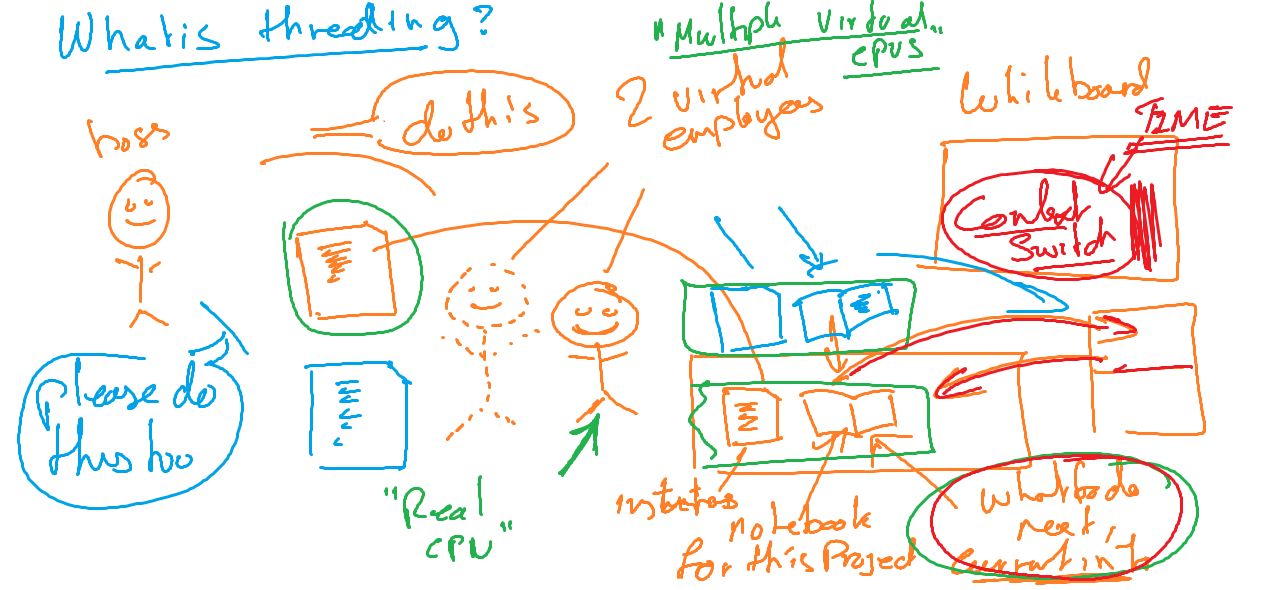 What is threading?
"Multiple Virtual"
CPUS
2 virtual
employees
Whiteboard
TIME
boss
do this
Context
Switch
please do
this too
"Real
CPU"
notebook
for this Project
what to do
next,
current info